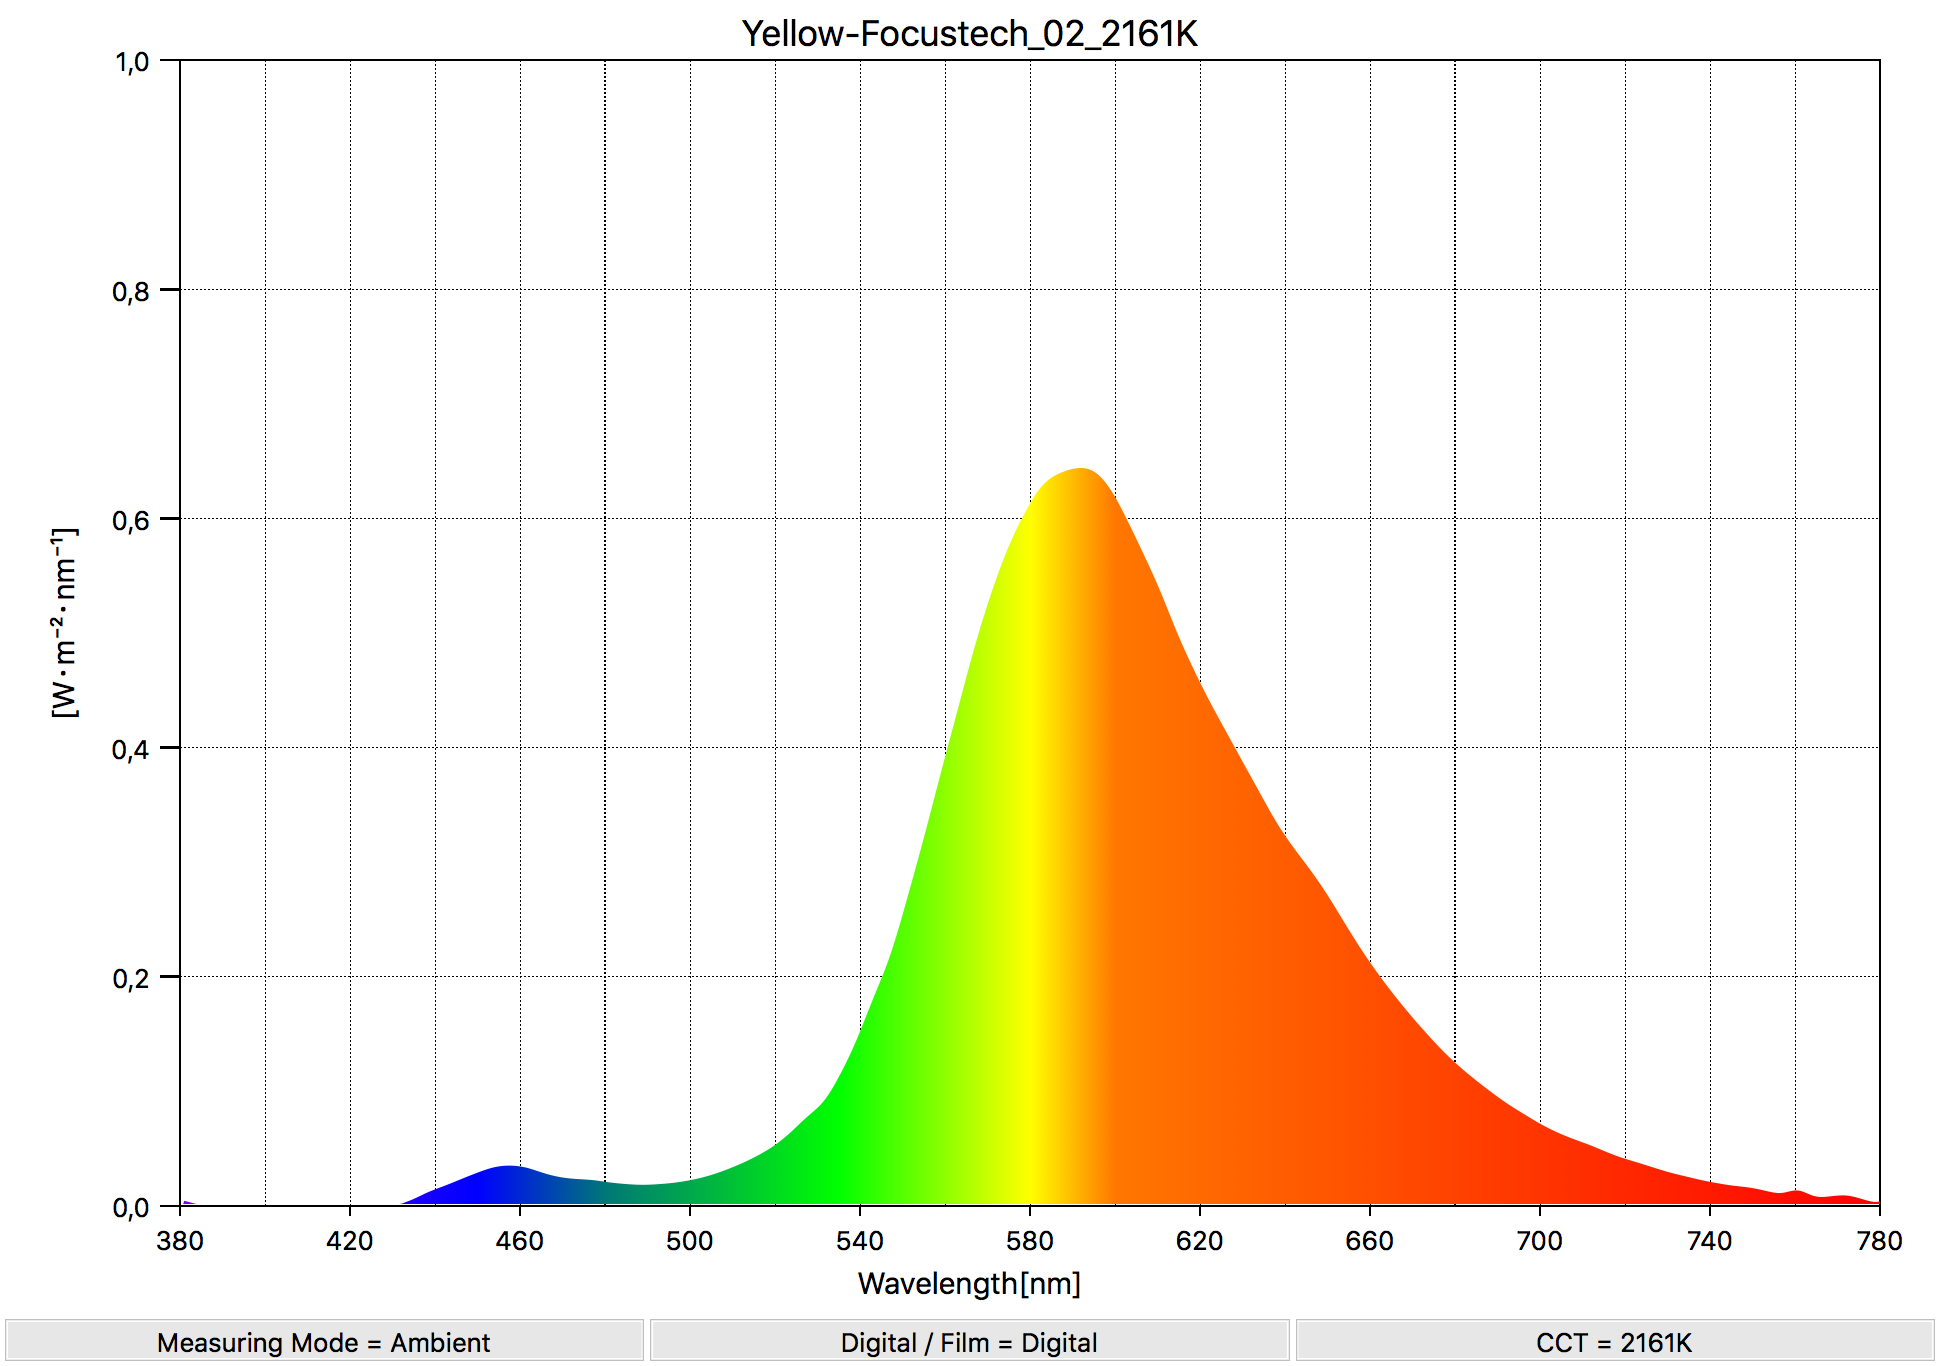 Yellow-Focustech_02_2161K
1,0
0,8
0,6
0,4
0,2
0,0
[W·m⁻²·nm⁻¹]
380 420 460 500 540 580 620 660 700 740 780
Wavelength[nm]
Measuring Mode = Ambient
Digital / Film = Digital
CCT = 2161K